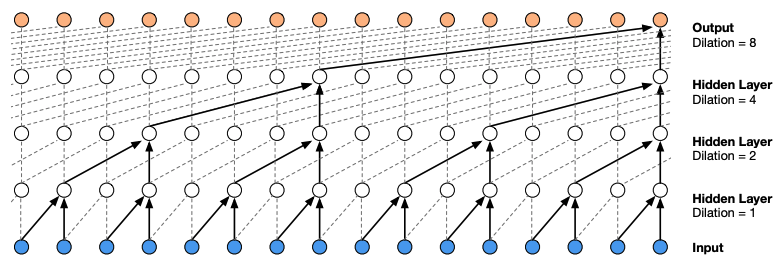 Output
Dilation = 8
Hidden Layer
Dilation = 4
Hidden Layer
Dilation = 2
Hidden Layer
Dilation = 1
Input